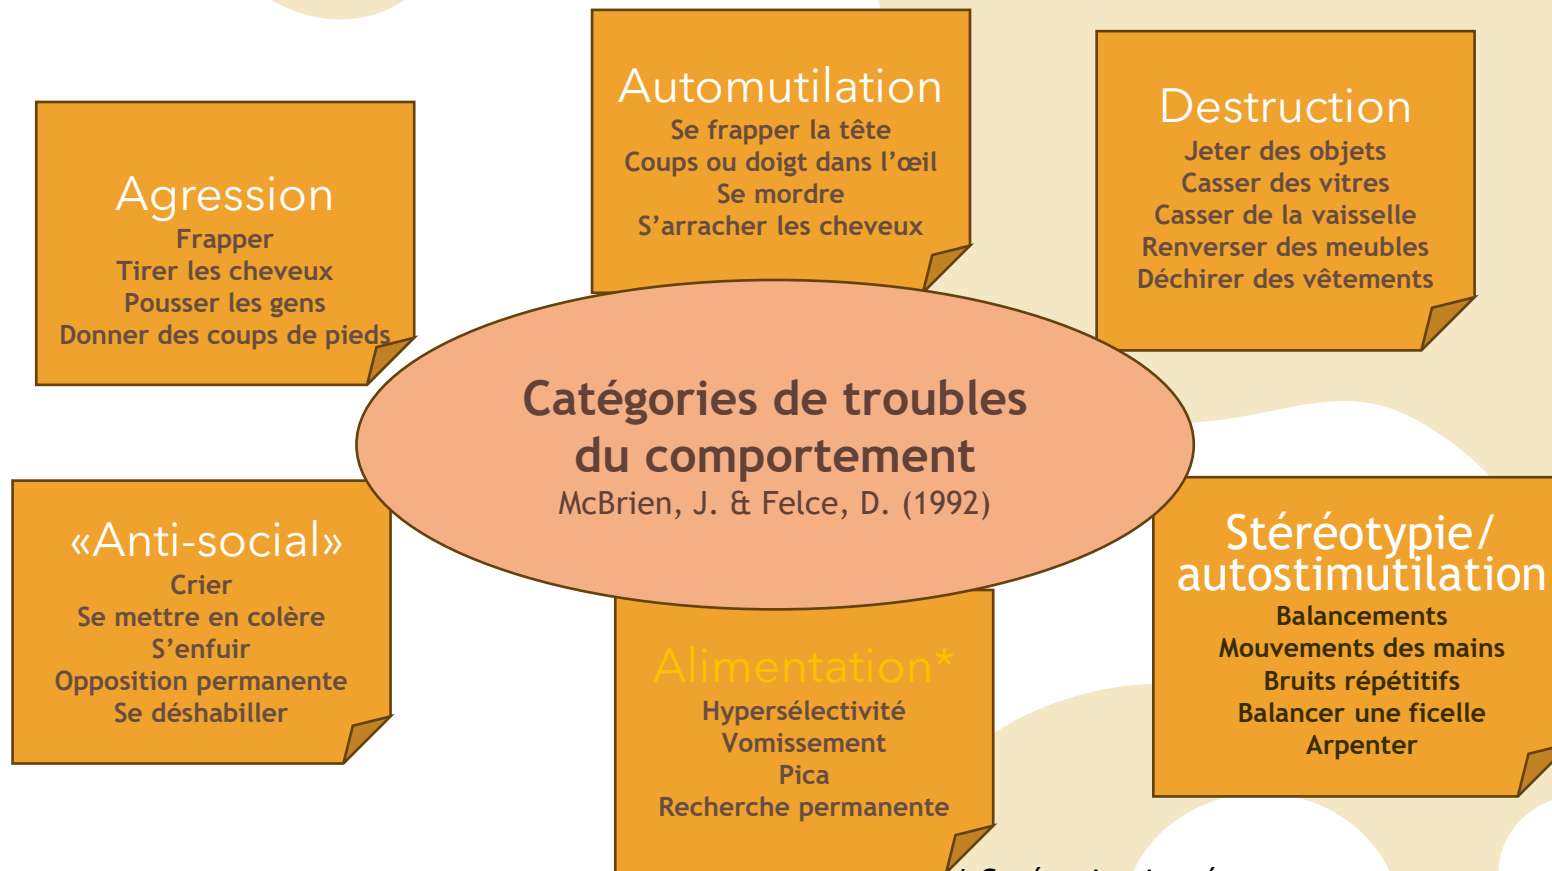 Automutilation
Se frapper la tête
Coups ou doigt dans l’œil
Se mordre
S’arracher les cheveux
Destruction
Jeter des objets
Casser des vitres
Casser de la vaisselle
Renverser des meubles
Déchirer des vêtements
Agression
Frapper
Tirer les cheveux
Pousser les gens
Donner des coups de pieds
Catégories de troubles
du comportement
McBrien, J. & Felce, D. (1992)
«Anti-social»
Crier
Se mettre en colère
S’enfuir
Opposition permanente
Se déshabiller
Alimentation*
Hypersélectivité
Vomissement
Pica
Recherche permanente
Stéréotypie/
autostimutilation
Balancements
Mouvements des mains
Bruits répétitifs
Balancer une ficelle
Arpenter